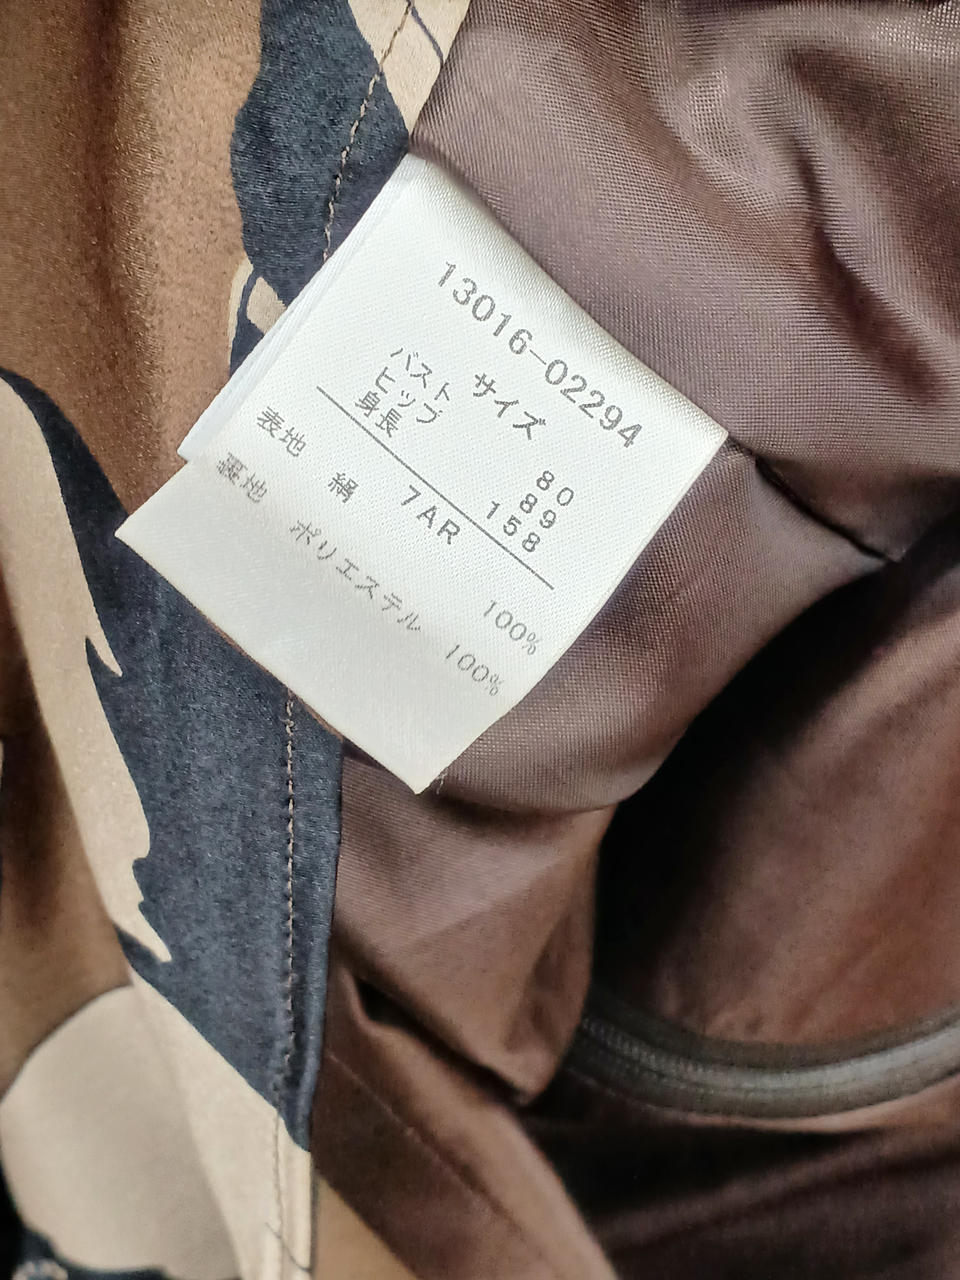 13016-02294
サイズ
バスト 80
ヒップ 89
身長 158
7AR
表地 絹 100%
裏地 ポリエステル 100%